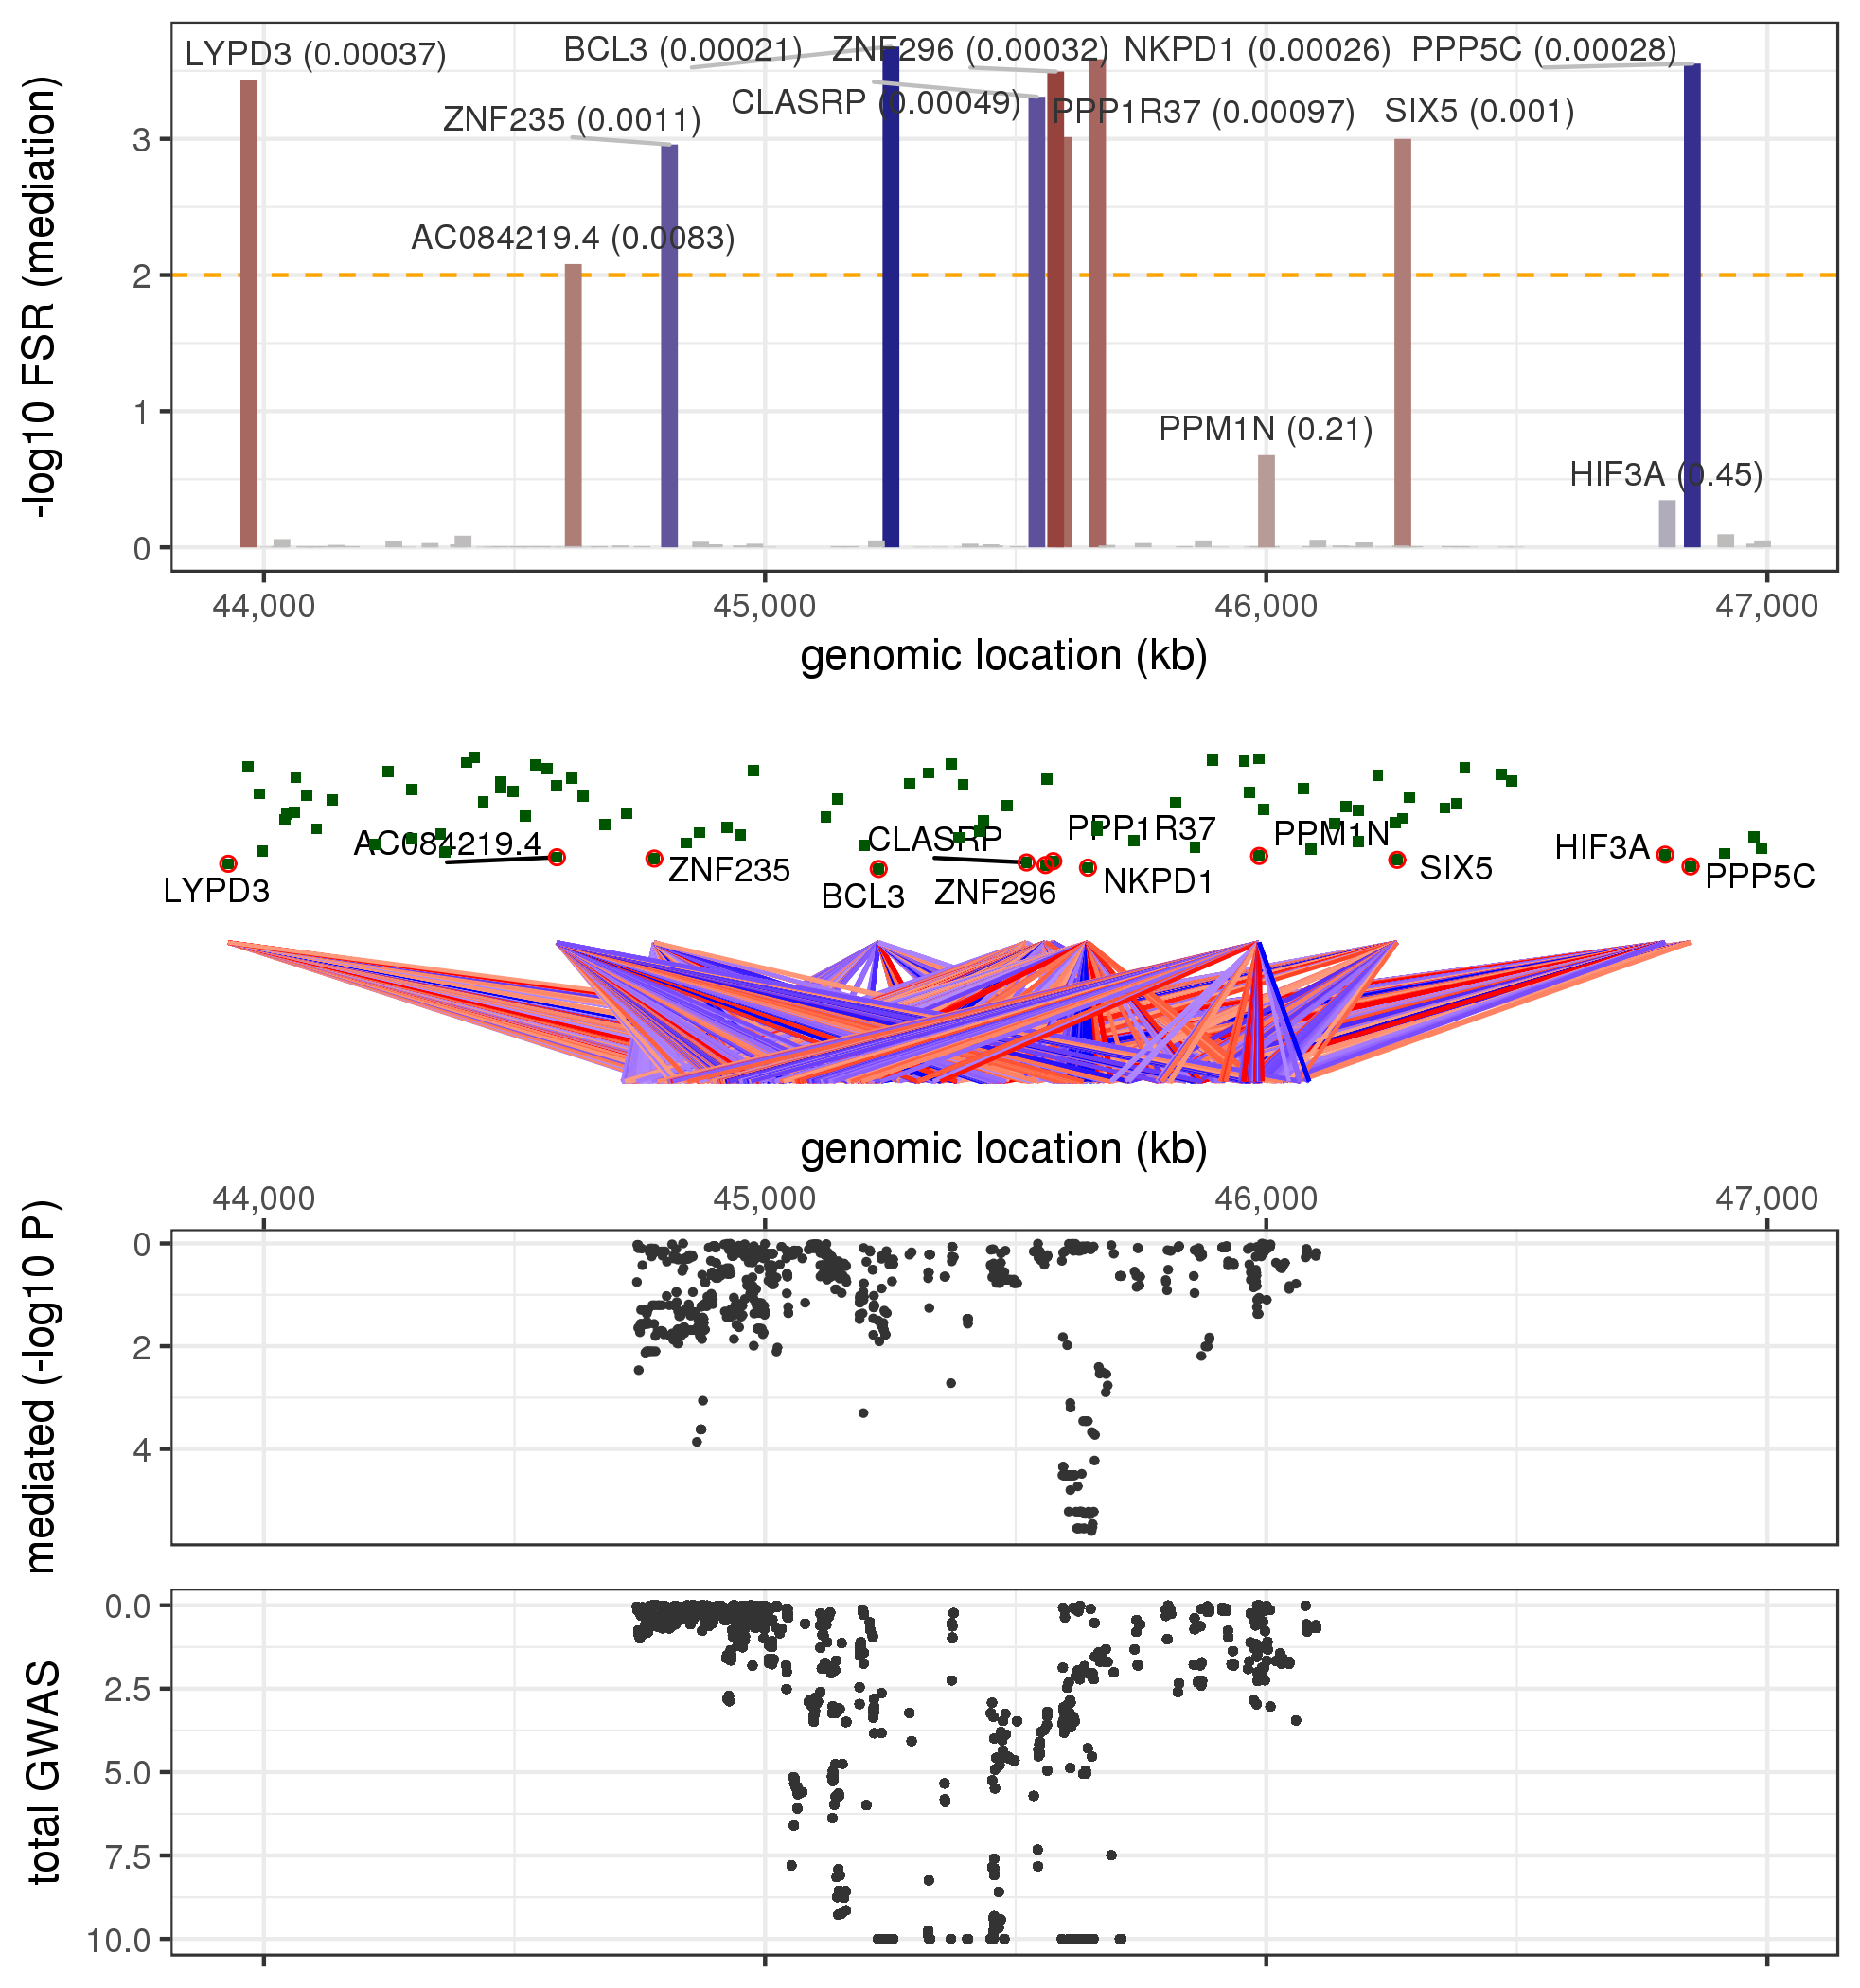 LYPD3 (0.00037)
BCL3 (0.00021)
ZNF296 (0.00032)
NKPD1 (0.00026)
PPP5C (0.00028)
ZNF235 (0.0011)
CLASRP (0.00049)
PPP1R37 (0.00097)
SIX5 (0.001)
AC084219.4 (0.0083)
PPM1N (0.21)
HIF3A (0.45)
-log10 FSR (mediation)
3
2
1
0
44,000
45,000
46,000
47,000
genomic location (kb)
AC084219.4
CLASRP
PPP1R37
PPM1N
HIF3A
LYPD3
ZNF235
BCL3
ZNF296
NKPD1
SIX5
PPP5C
genomic location (kb)
44,000
45,000
46,000
47,000
mediated (-log10 P)
0
2
4
total GWAS
0.0
2.5
5.0
7.5
10.0